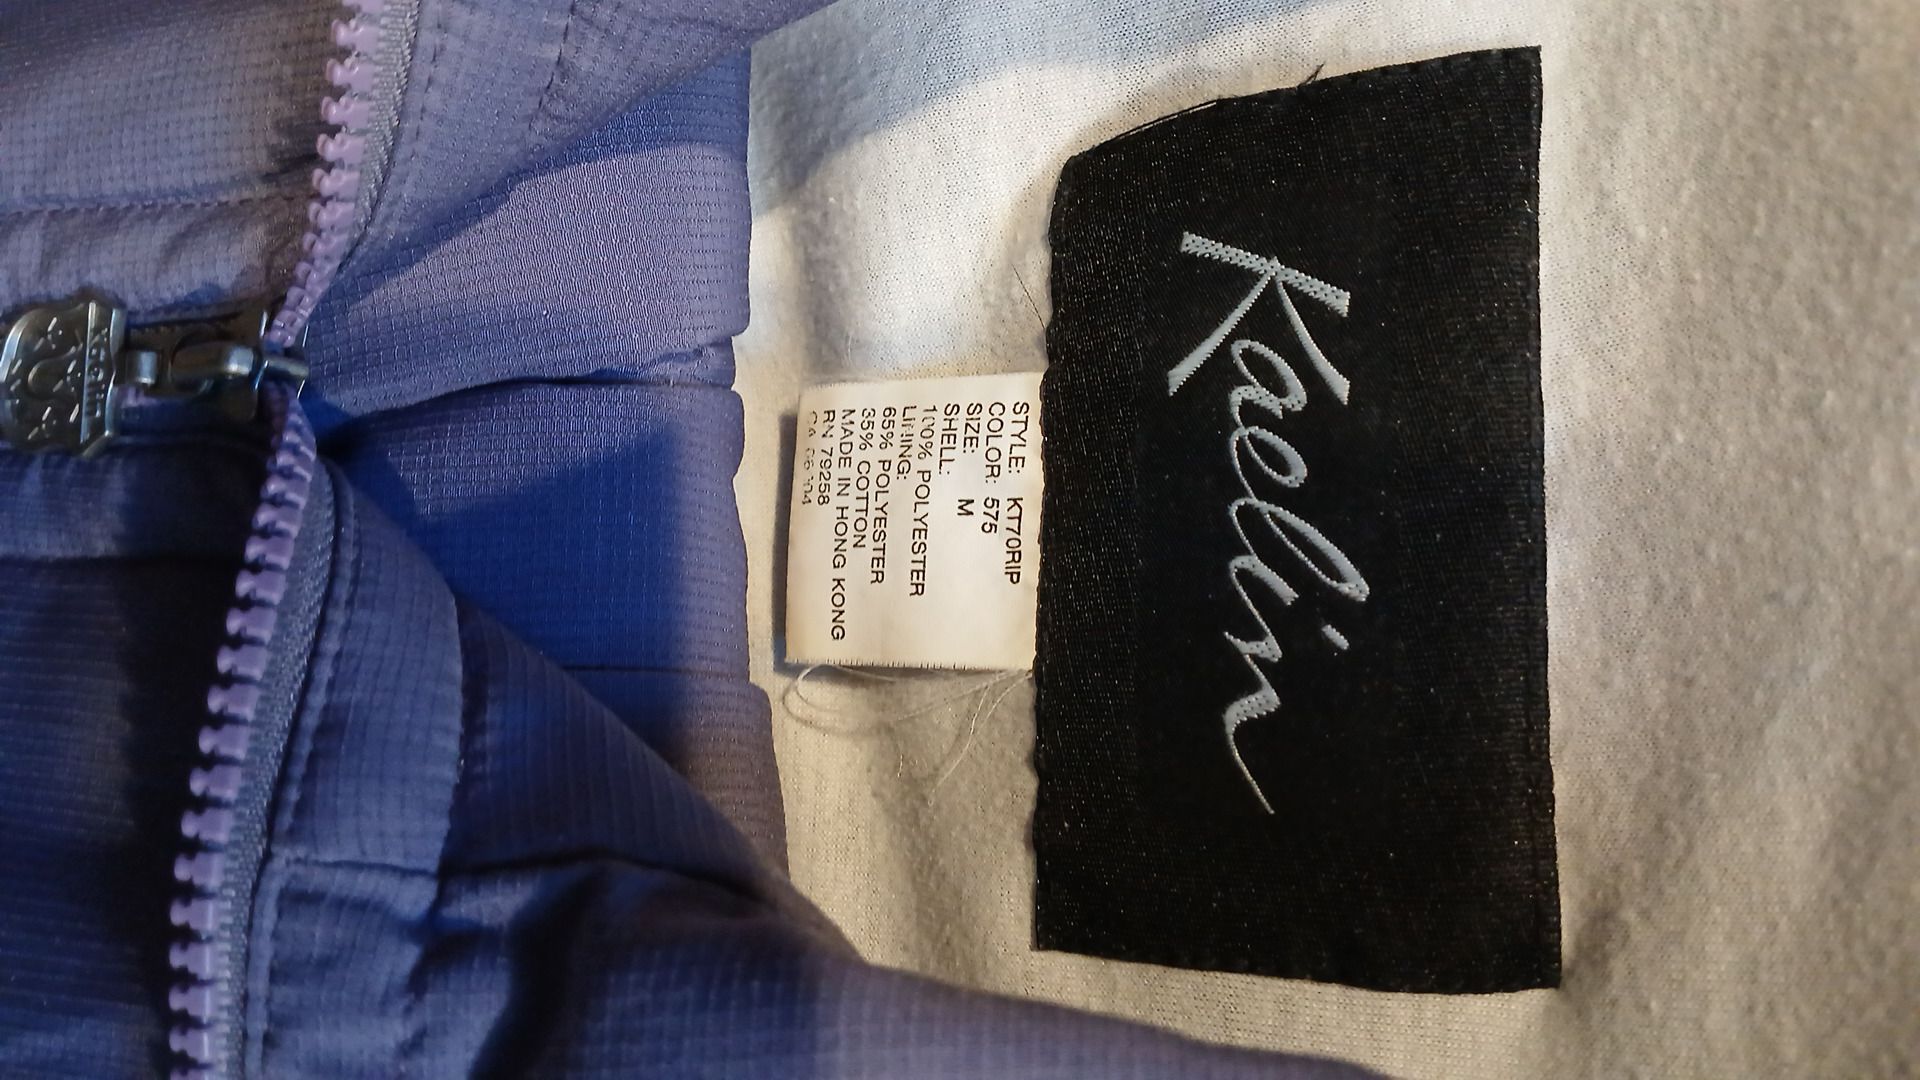 Kaelin
STYLE: KT70RIP
COLOR: 575
SIZE: M
SHELL:
100% POLYESTER
LINING:
65% POLYESTER
35% COTTON
MADE IN HONG KONG
RN 79258
CA